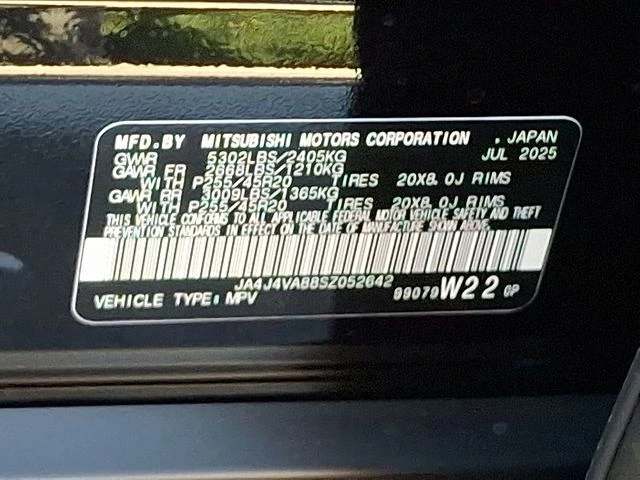 MFD.BY MITSUBISHI MOTORS CORPORATION , JAPAN
GVWR 5302LBS/2405KG JUL 2025
GAWR FR 2668LBS/1210KG
WITH P255/45R20 TIRES 20X8.0J RIMS
GAWR RR 3009LBS/1365KG
WITH P255/45R20 TIRES 20X8.0J RIMS
THIS VEHICLE CONFORMS TO ALL APPLICABLE FEDERAL MOTOR VEHICLE SAFETY AND THEFT
PREVENTION STANDARDS IN EFFECT ON THE DATE OF MANUFACTURE SHOWN ABOVE.
JA4J4VA88SZ052642
VEHICLE TYPE: MPV 99079 W22 GP